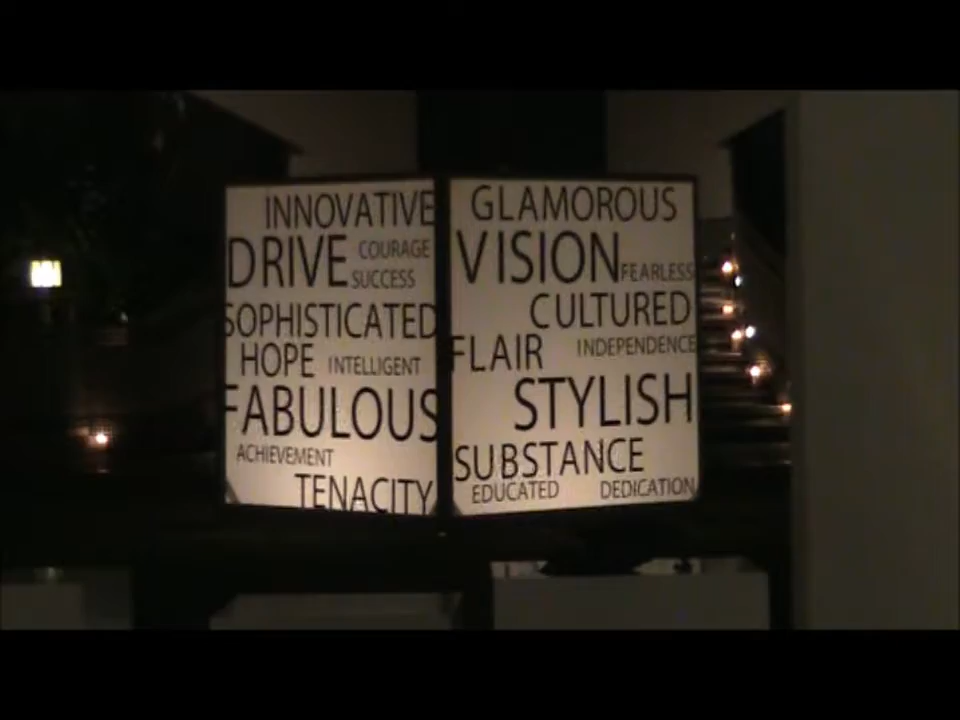 INNOVATIVE
DRIVE COURAGE
SUCCESS
SOPHISTICATED
HOPE INTELLIGENT
FABULOUS
ACHIEVEMENT
TENACITY
GLAMOROUS
VISION FEARLESS
CULTURED
FLAIR INDEPENDENCE
STYLISH
SUBSTANCE
EDUCATED DEDICATION